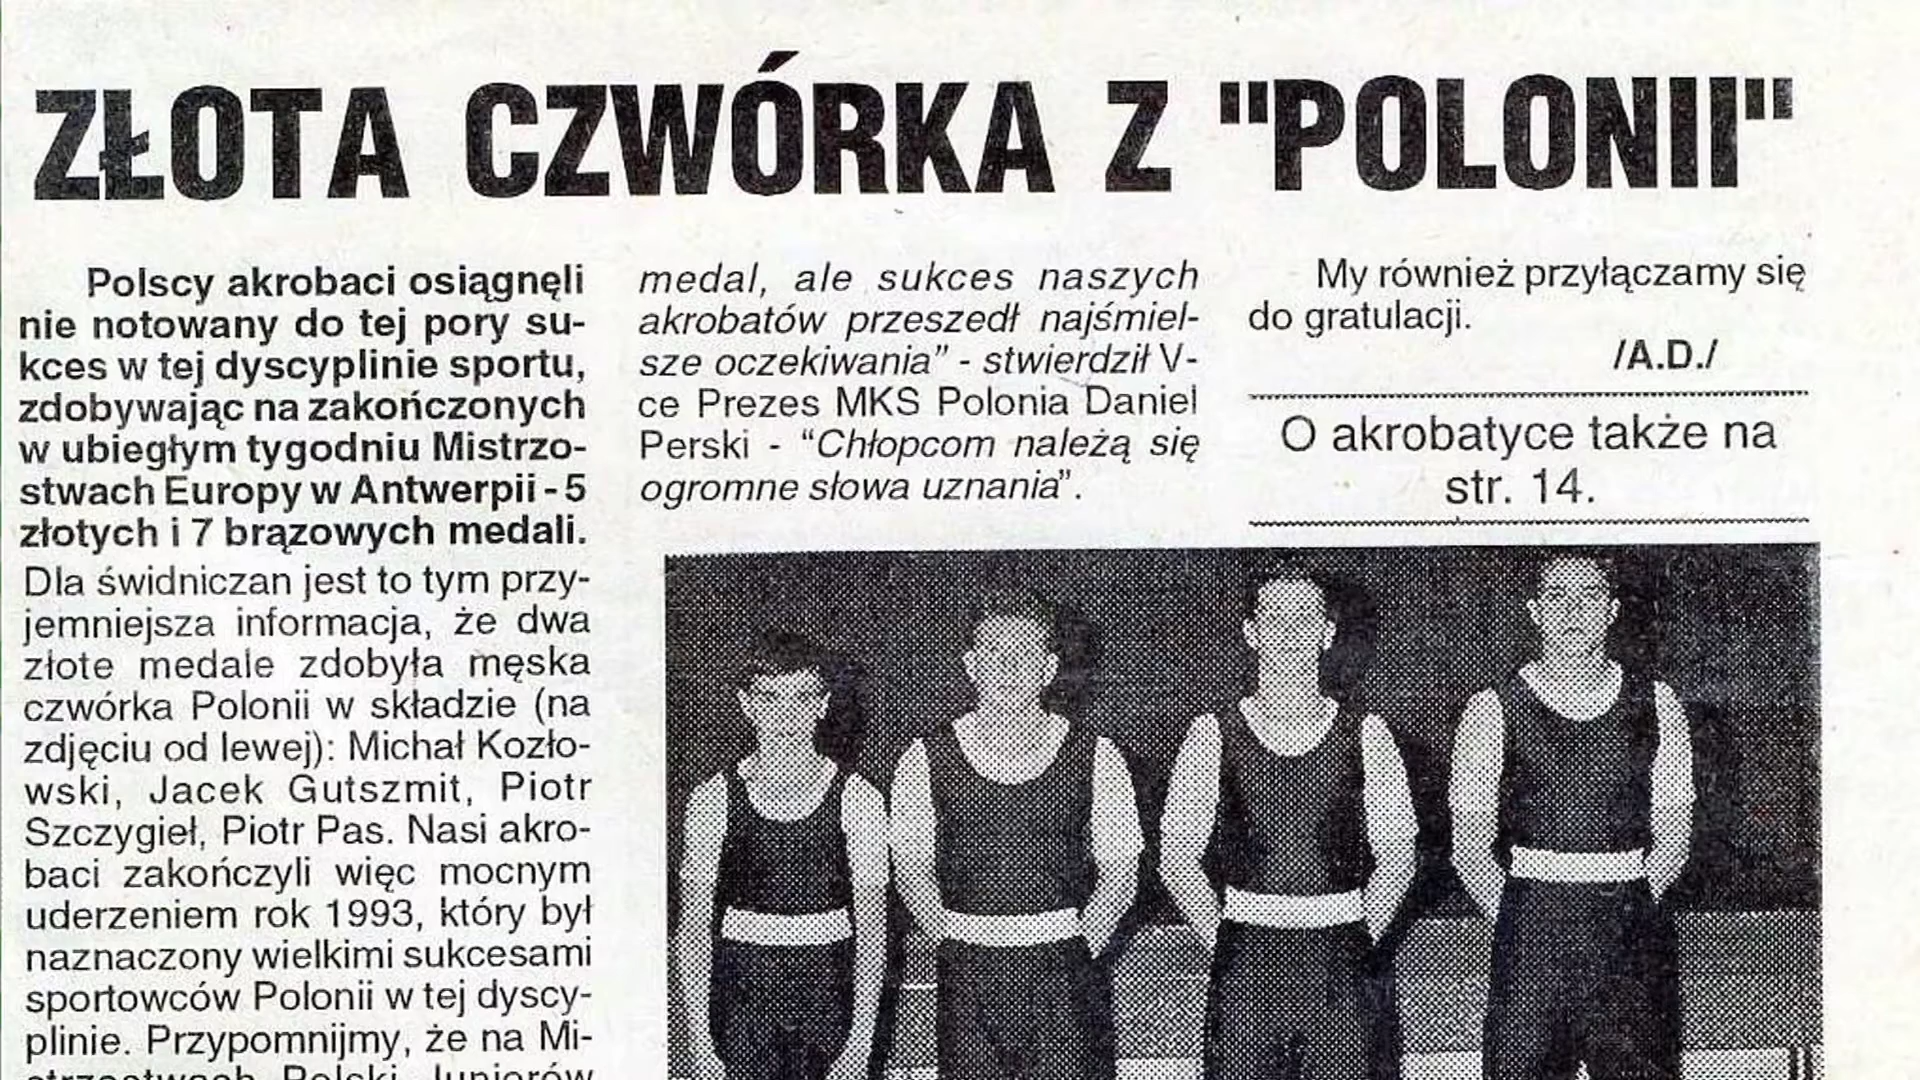 ZŁOTA CZWÓRKA Z "POLONII"
Polscy akrobaci osiągnęli
nie notowany do tej pory su-
kces w tej dyscyplinie sportu,
zdobywając na zakończonych
w ubiegłym tygodniu Mistrzo-
stwach Europy w Antwerpii - 5
złotych i 7 brązowych medali.
Dla świdniczan jest to tym przy-
jemniejsza informacja, że dwa
złote medale zdobyła męska
czwórka Polonii w składzie (na
zdjęciu od lewej): Michał Kozło-
wski, Jacek Gutszmit, Piotr
Szczygieł, Piotr Pas. Nasi akro-
baci zakończyli więc mocnym
uderzeniem rok 1993, który był
naznaczony wielkimi sukcesami
sportowców Polonii w tej dyscy-
plinie. Przypomnijmy, że na Mi-
strzostwach Polski Juniorów
medal, ale sukces naszych
akrobatów przeszedł najśmiel-
sze oczekiwania” - stwierdził V-
ce Prezes MKS Polonia Daniel
Perski - “Chłopcom należą się
ogromne słowa uznania”.
My również przyłączamy się
do gratulacji.
/A.D./
O akrobatyce także na
str. 14.